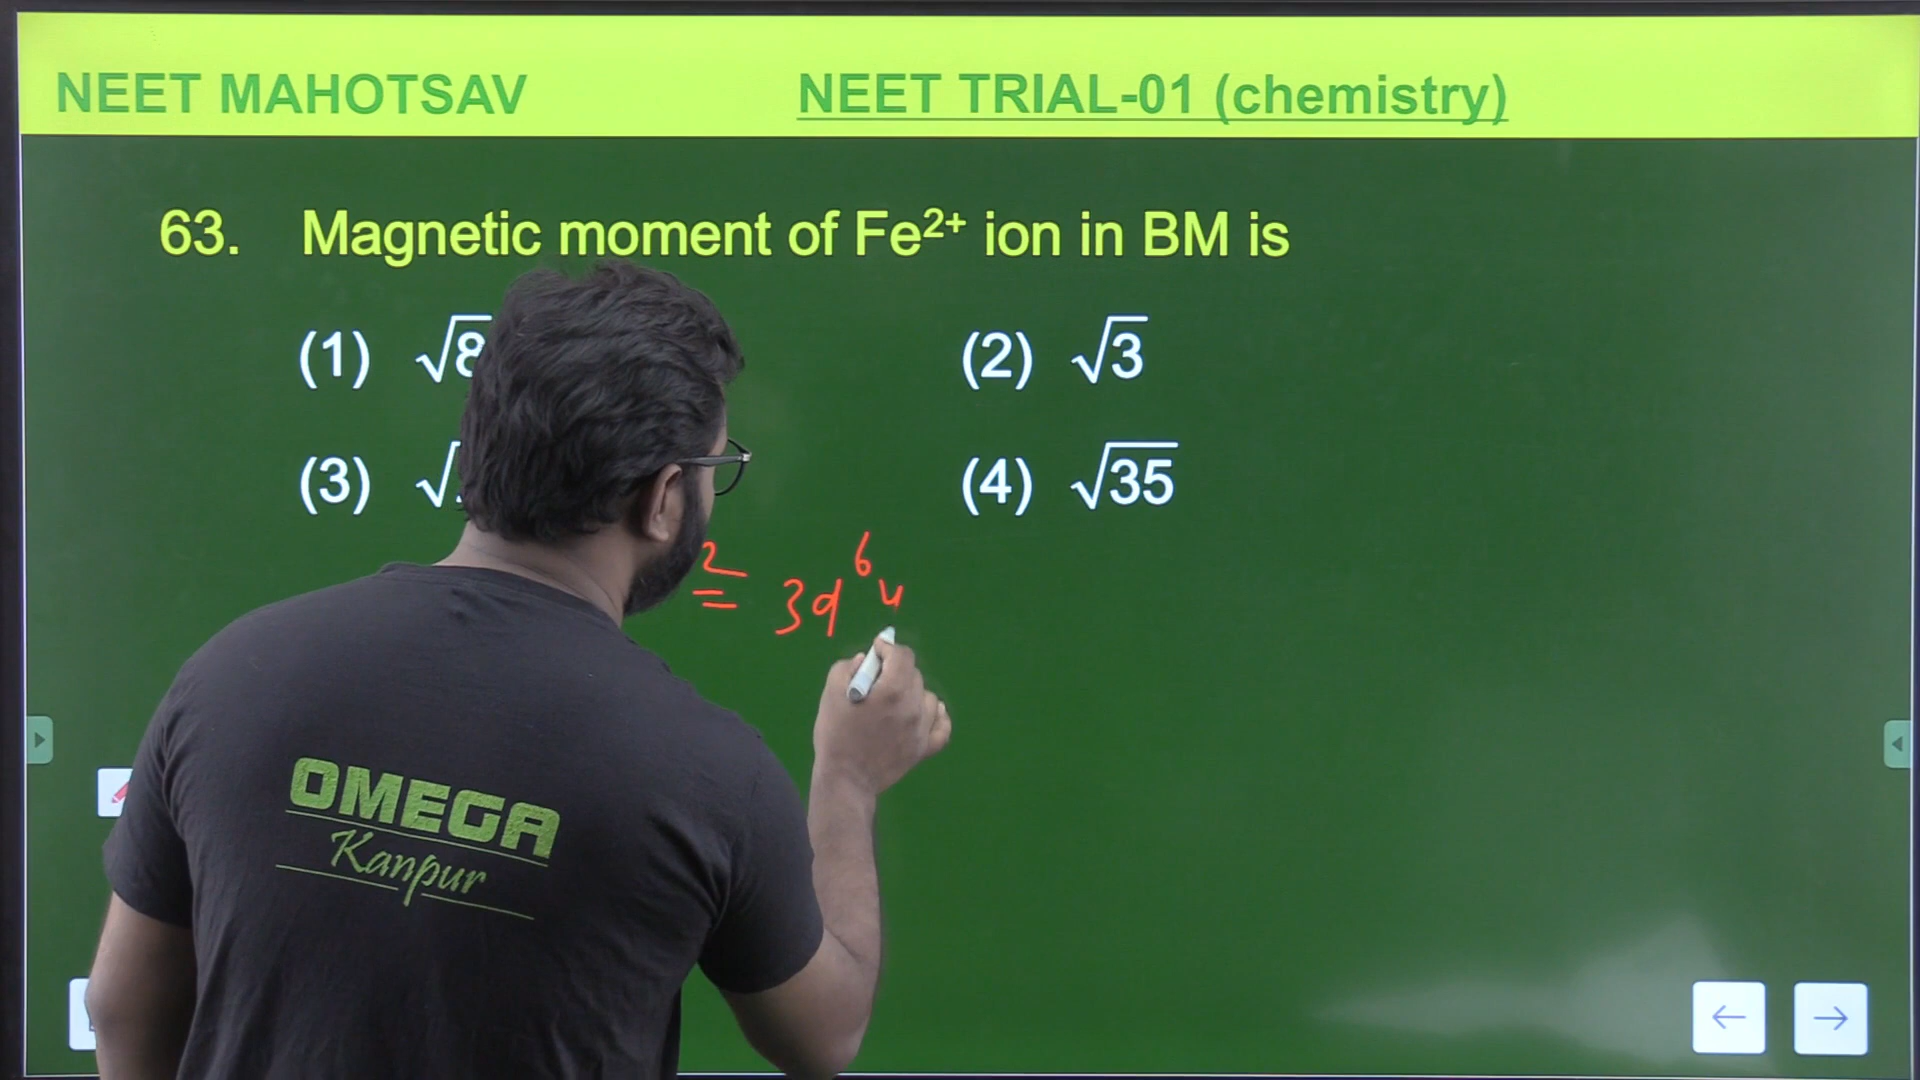 NEET MAHOTSAV NEET TRIAL-01 (chemistry)
63. Magnetic moment of Fe²⁺ ion in BM is
(1) √8 (2) √3
(3) √ (4) √35
2 = 3d⁶ 4
OMEGA
Kanpur